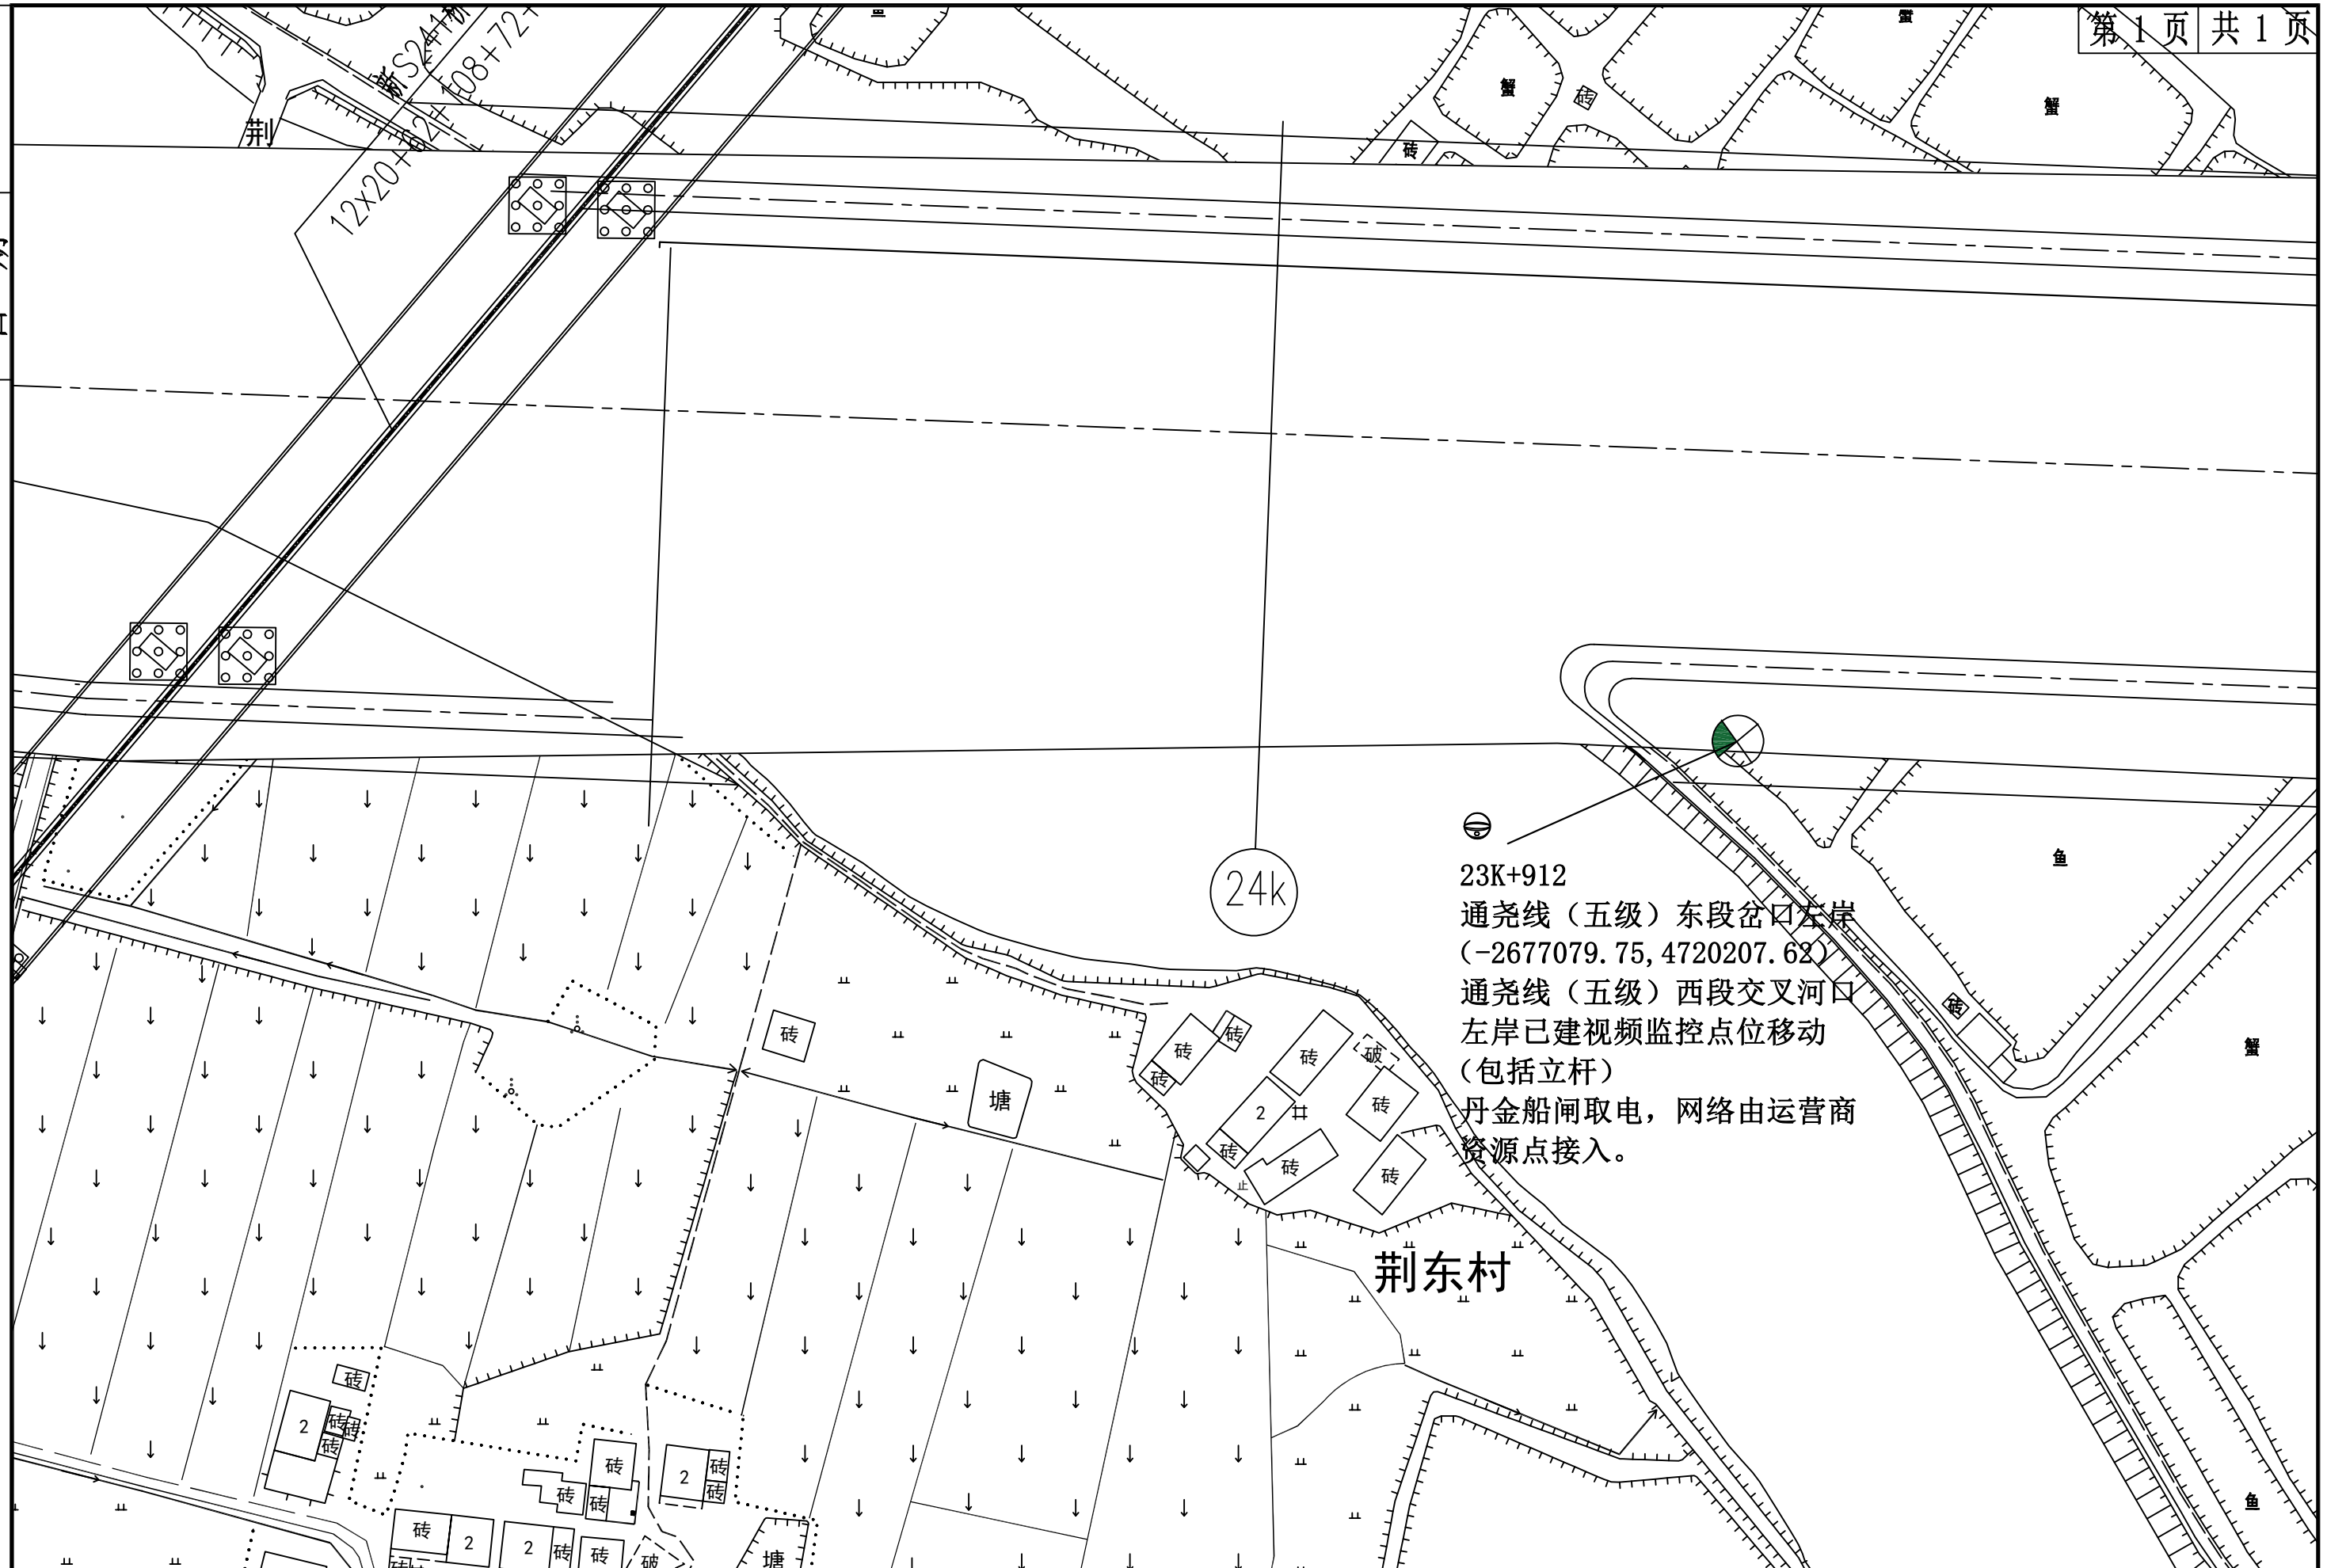 第 1 页 共 1 页
蟹
蟹
砖
砖
荆
24k
23K+912
通尧线（五级）东段岔口左岸
(-2677079.75,4720207.62)
通尧线（五级）西段交叉河口
左岸已建视频监控点位移动
（包括立杆）
丹金船闸取电，网络由运营商
资源点接入。
鱼
砖
蟹
砖
塘
砖
砖
砖
砖
破
砖
2
井
砖
砖
砖
荆东村
砖
2
砖
砖
砖
砖
砖
砖
2
砖
砖
鱼
砖
2
2
砖
砖
破
塘